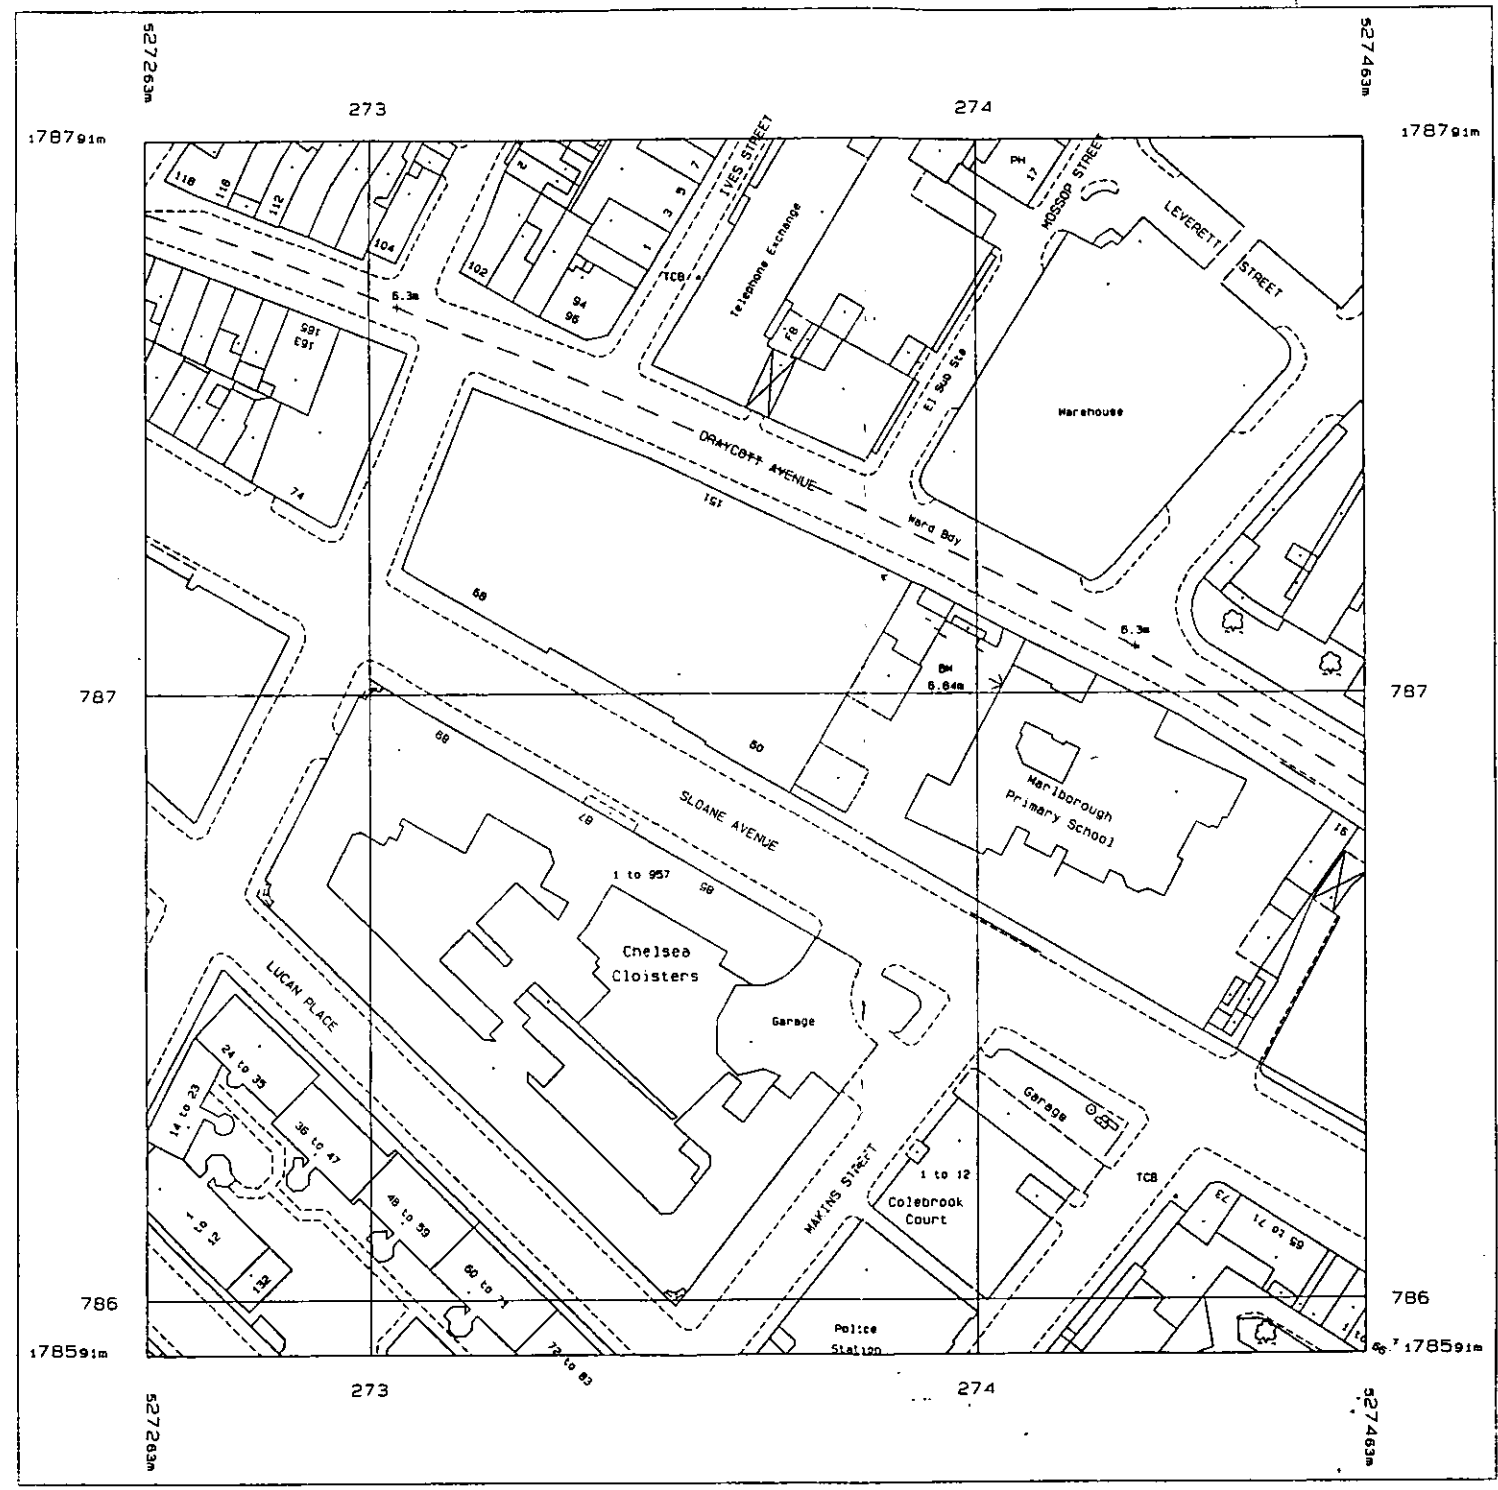 527263m
527463m
273
274
178791m
178791m
IVES STREET
MOSSOP STREET
PH
17
LEVERETT
STREET
118
116
112
104
2
7
5
3
1
102
TCB
94
96
Telephone Exchange
FB
El Sub Sta
6.3m
165
163
Warehouse
DRAYCOTT AVENUE
151
Ward Bdy
74
68
6.3m
BM
6.64m
787
787
50
88
SLOANE AVENUE
87
85
Marlborough
Primary School
91
1 to 957
Chelsea
Cloisters
Garage
LUCAN PLACE
24 to 35
14 to 23
36 to 47
48 to 59
60 to 71
72 to 83
1 to 12
132
Garage
MAKINS STREET
1 to 12
Colebrook
Court
TCB
73
65 to 71
786
786
Police
Station
178591m
178591m
273
274
527263m
527463m